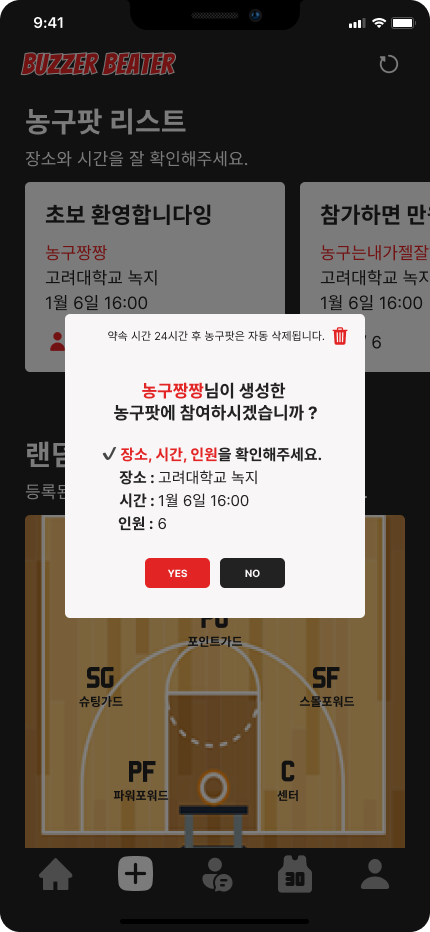 9:41
BUZZER BEATER
농구팟 리스트
장소와 시간을 잘 확인해주세요.
초보 환영합니다잉
농구짱짱
고려대학교 녹지
1월 6일 16:00
참가하면 만
농구는내가젤잘
고려대학교 녹지
1월 6일 16:00
/ 6
약속 시간 24시간 후 농구팟은 자동 삭제됩니다.
농구짱짱님이 생성한
농구팟에 참여하시겠습니까 ?
장소, 시간, 인원을 확인해주세요.
장소 : 고려대학교 녹지
시간 : 1월 6일 16:00
인원 : 6
YES
NO
PG
포인트가드
SG
슈팅가드
SF
스몰포워드
PF
파워포워드
C
센터
30